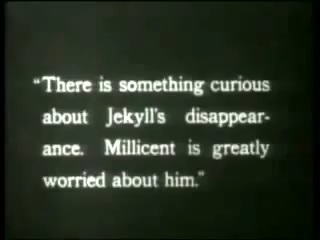 "There is something curious
about Jekyll's disappear-
ance. Millicent is greatly
worried about him."